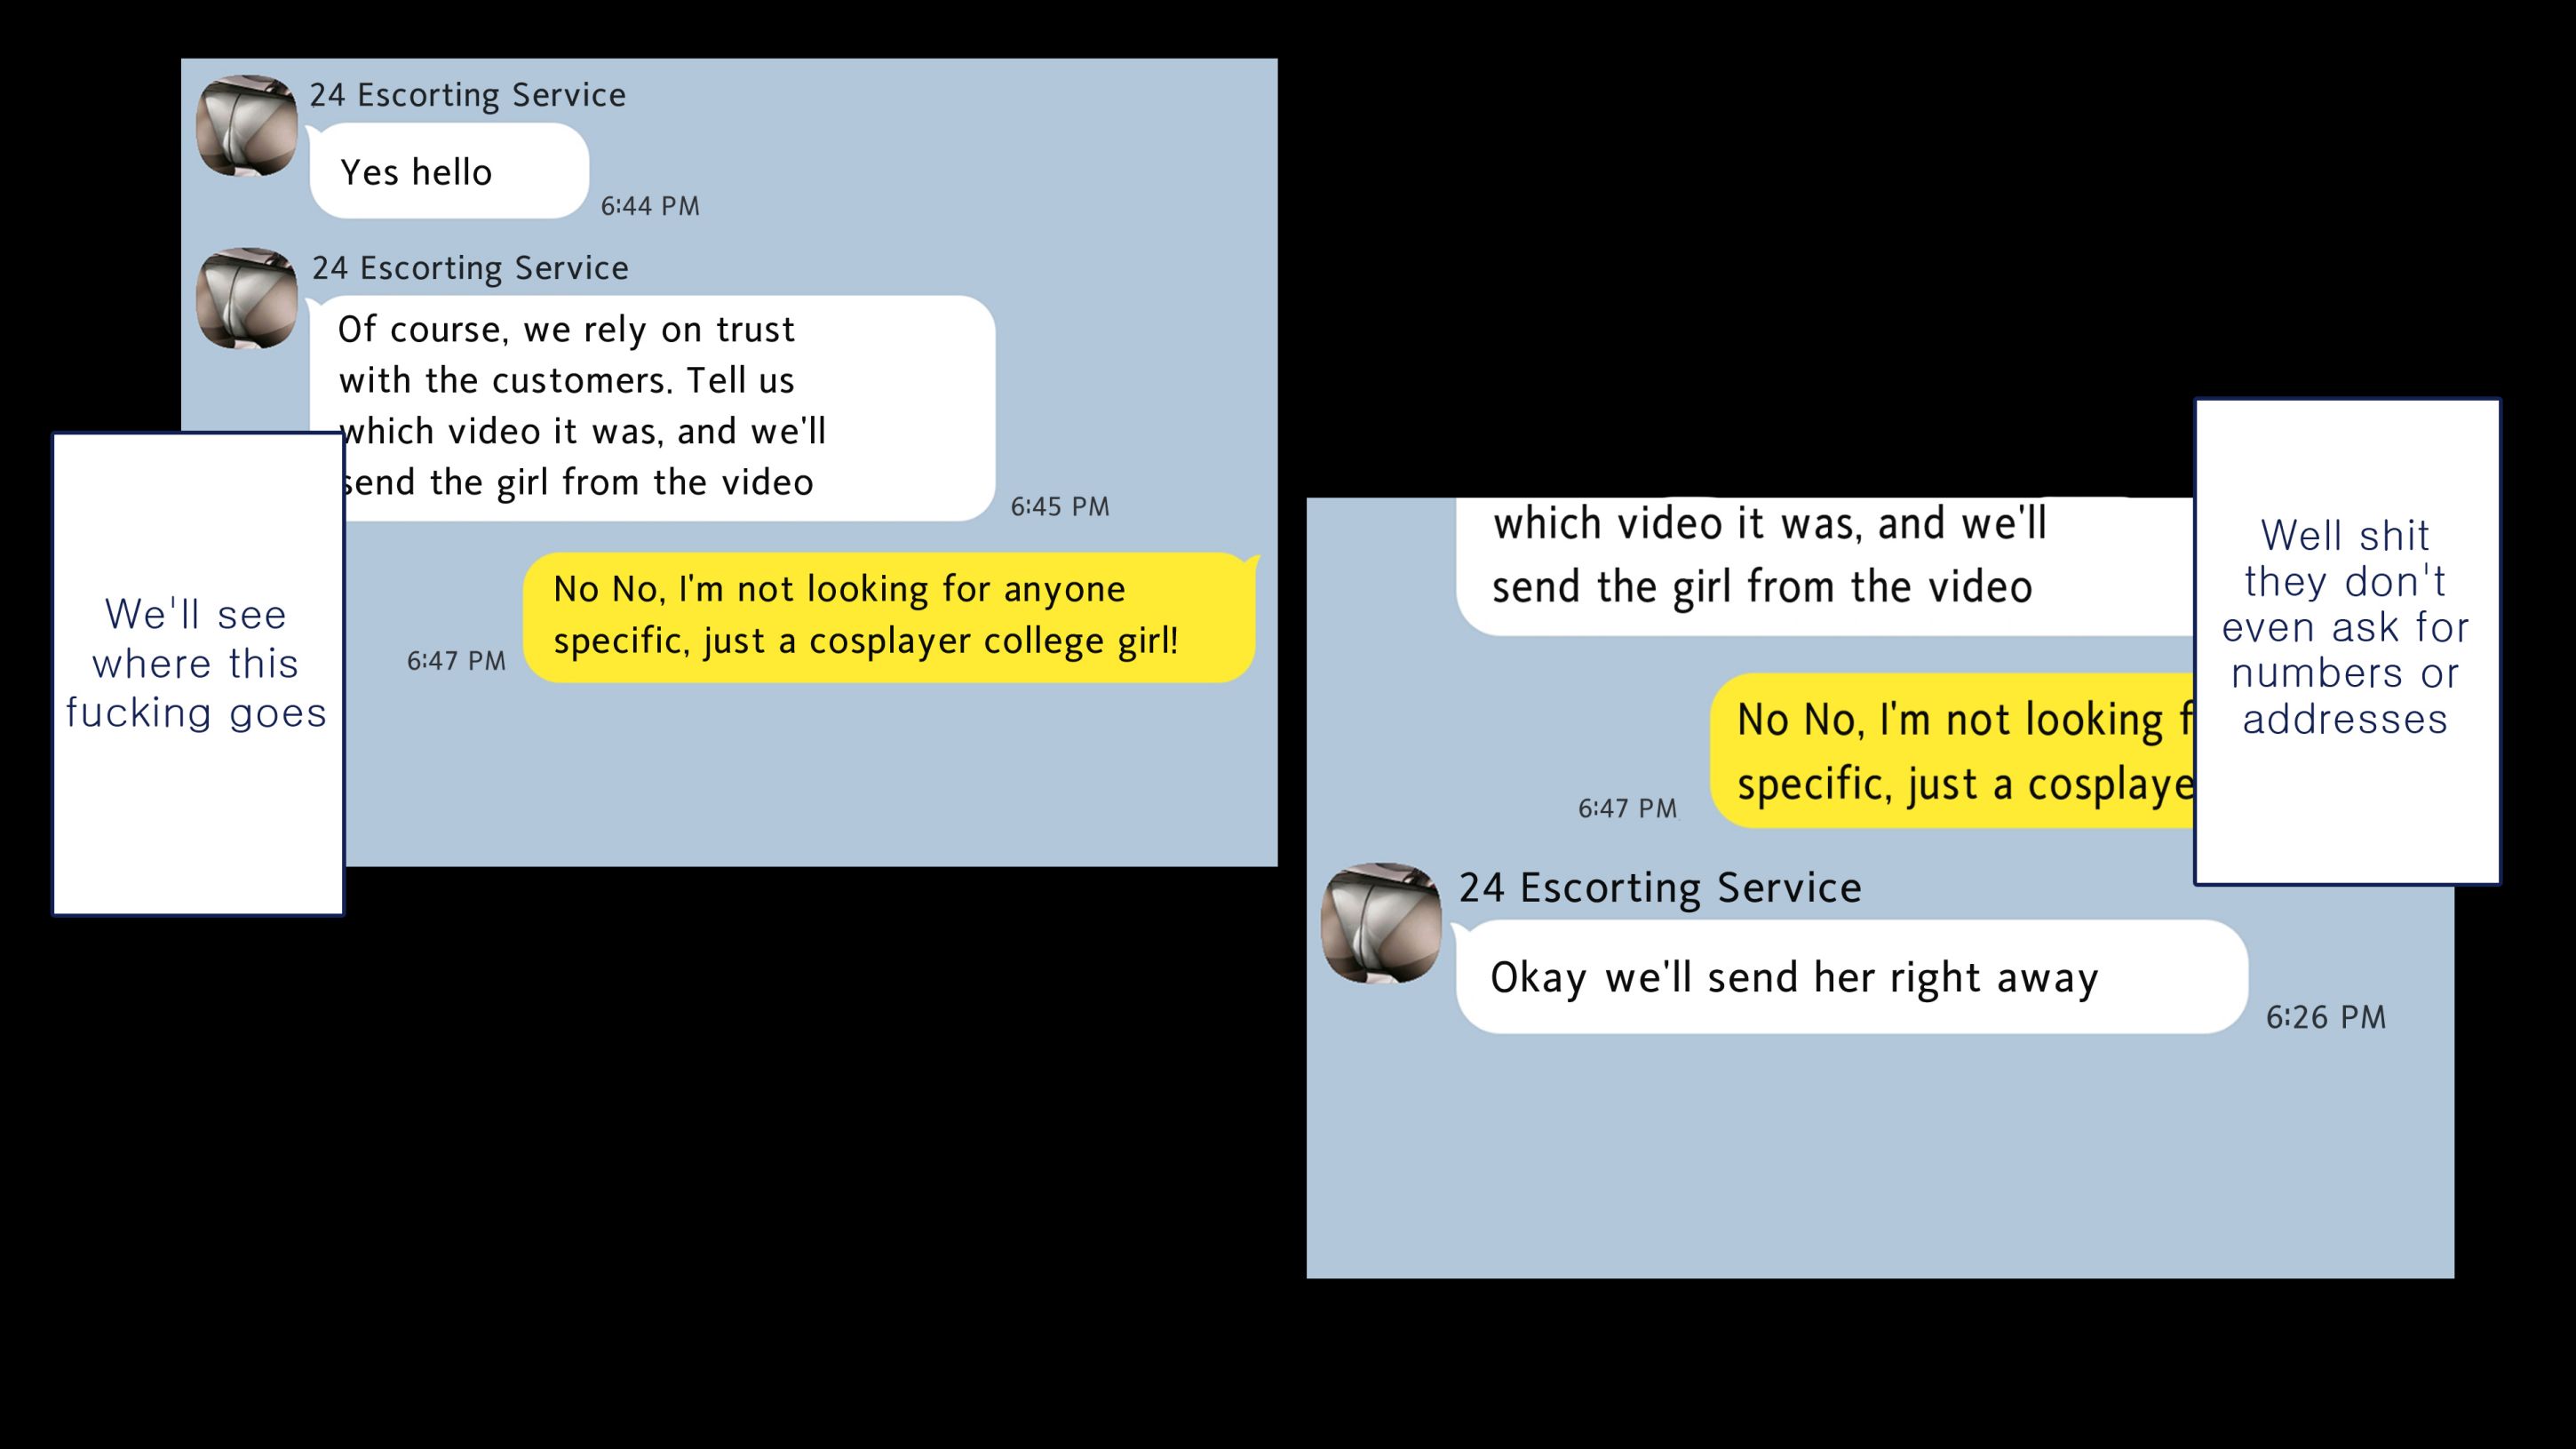 24 Escorting Service
Yes hello
6:44 PM
24 Escorting Service
Of course, we rely on trust
with the customers. Tell us
which video it was, and we'll
send the girl from the video
6:45 PM
No No, I'm not looking for anyone
specific, just a cosplayer college girl!
6:47 PM
We'll see
where this
fucking goes
which video it was, and we'll
send the girl from the video
No No, I'm not looking f
specific, just a cosplaye
6:47 PM
Well shit
they don't
even ask for
numbers or
addresses
24 Escorting Service
Okay we'll send her right away
6:26 PM